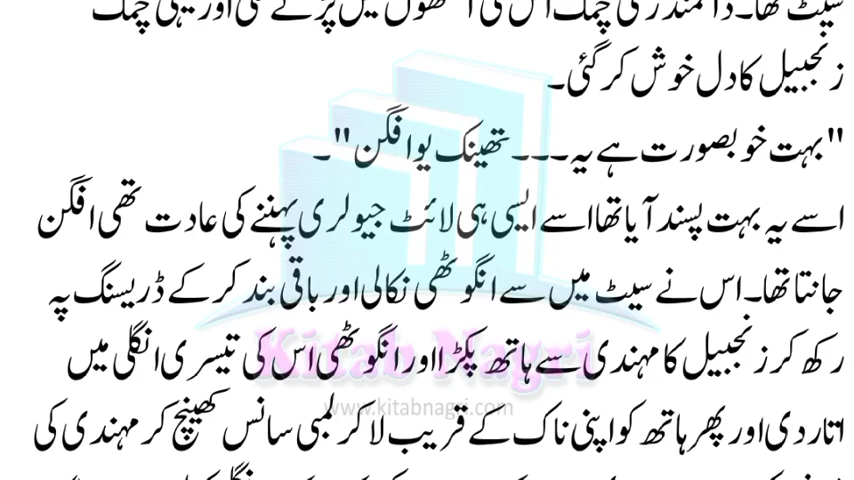 سیٹ تھا۔ ڈائمنڈز کی چمک اس کی آنکھوں میں پڑنے لگی اور یہی چمک
زنجبیل کا دل خوش کر گئی۔
"بہت خوبصورت ہے یہ۔۔۔ تھینک یو افگن"۔
اسے یہ بہت پسند آیا تھا اسے ایسی ہی لائٹ جیولری پہننے کی عادت تھی افگن
جانتا تھا۔ اس نے سیٹ میں سے انگوٹھی نکالی اور باقی بند کر کے ڈریسنگ پہ
رکھ کر زنجبیل کا مہندی سے ہاتھ پکڑا اور انگوٹھی اس کی تیسری انگلی میں
اتار دی اور پھر ہاتھ کو اپنی ناک کے قریب لا کر لمبی سانس کھینچ کر مہندی کی
Kitab Nagri
www.kitabnagri.com